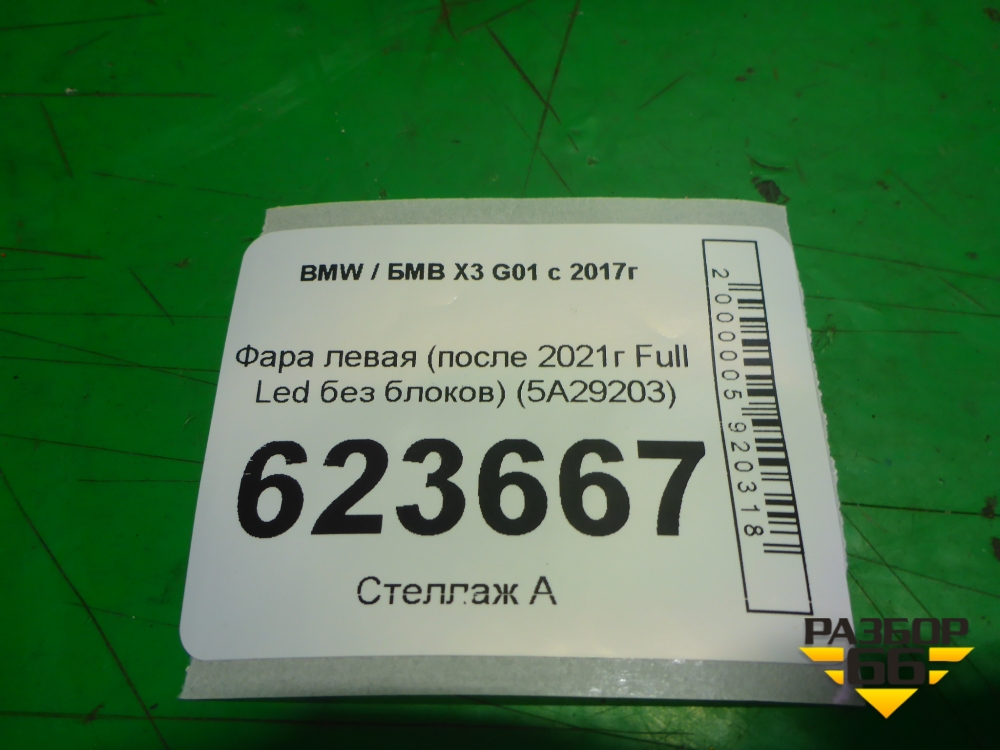 BMW / БМВ X3 G01 с 2017г
Фара левая (после 2021г Full
Led без блоков) (5A29203)
623667
Стеллаж А
2000005920318
РАЗБОР
66